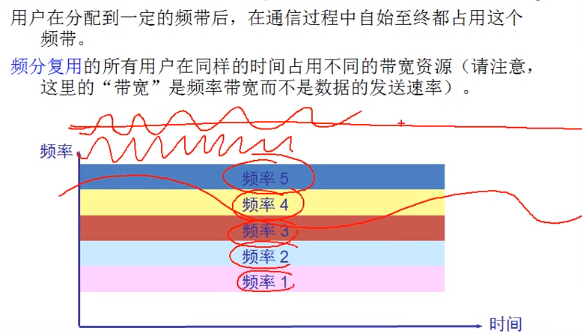 用户在分配到一定的频带后，在通信过程中自始至终都占用这个
频带。
频分复用的所有用户在同样的时间占用不同的带宽资源（请注意，
这里的“带宽”是频率带宽而不是数据的发送速率）。
频率
频率 5
频率 4
频率 3
频率 2
频率 1
时间